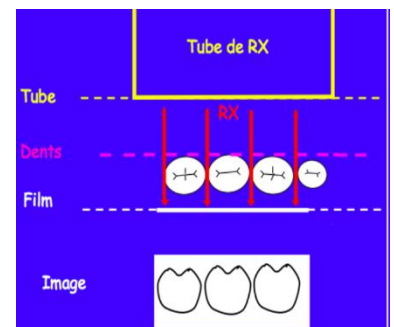 Tube de RX
Tube
RX
Dents
Film
Image